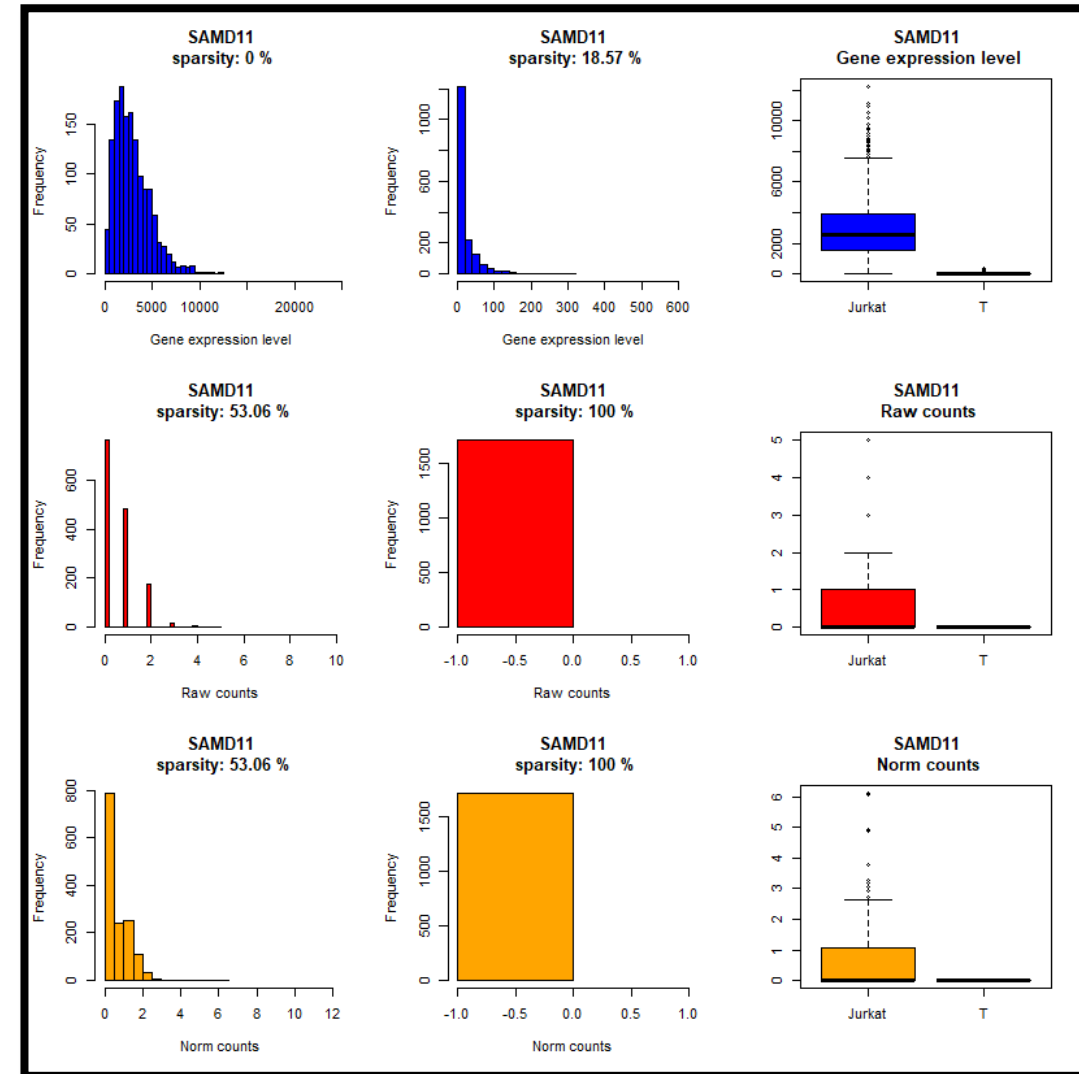 SAMD11
sparsity: 0 %
Frequency
0 50 100 150
0 5000 10000 20000
Gene expression level
SAMD11
sparsity: 18.57 %
Frequency
0 200 600 1000
0 100 200 300 400 500 600
Gene expression level
SAMD11
Gene expression level
0 2000 6000 10000
Jurkat T
SAMD11
sparsity: 53.06 %
Frequency
0 200 400 600
0 2 4 6 8 10
Raw counts
SAMD11
sparsity: 100 %
Frequency
0 500 1000 1500
-1.0 -0.5 0.0 0.5 1.0
Raw counts
SAMD11
Raw counts
0 1 2 3 4 5
Jurkat T
SAMD11
sparsity: 53.06 %
Frequency
0 200 400 600 800
0 2 4 6 8 10 12
Norm counts
SAMD11
sparsity: 100 %
Frequency
0 500 1000 1500
-1.0 -0.5 0.0 0.5 1.0
Norm counts
SAMD11
Norm counts
0 1 2 3 4 5 6
Jurkat T